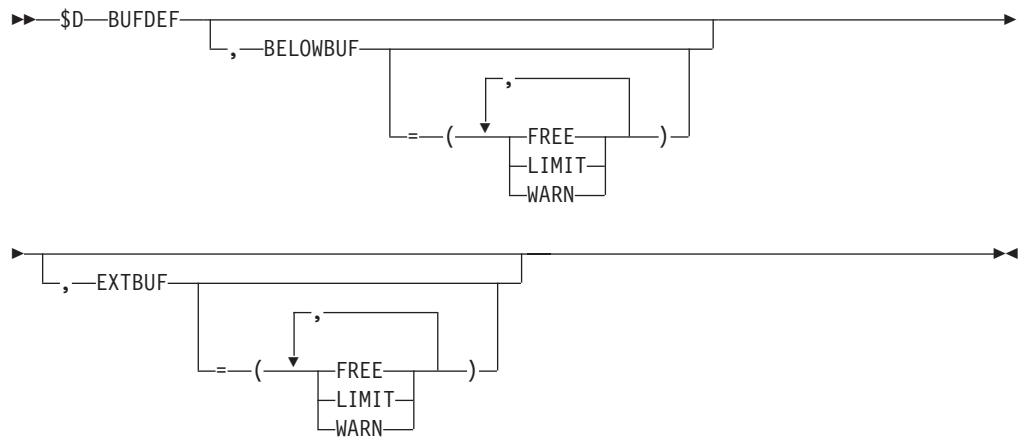 $D BUFDEF
, BELOWBUF
,
= ( FREE )
LIMIT
WARN
, EXTBUF
,
= ( FREE )
LIMIT
WARN